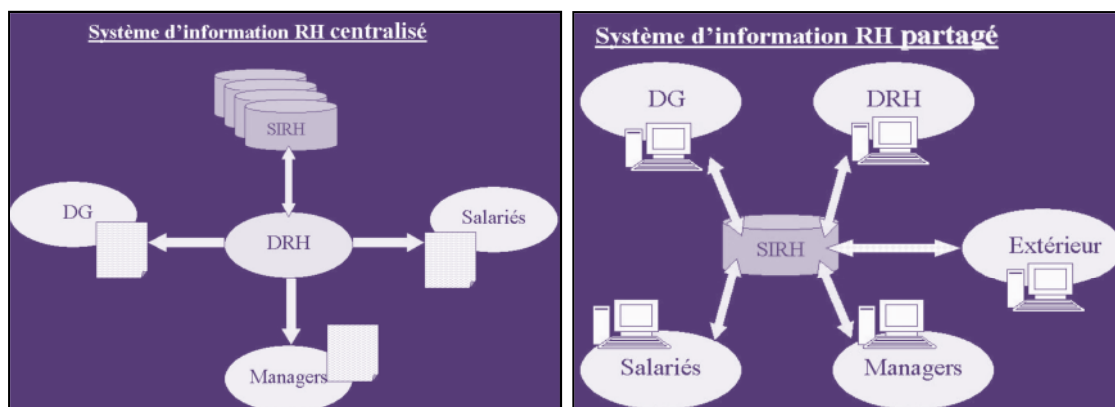 Système d'information RH centralisé
SIRH
DG
DRH
Salariés
Managers
Système d'information RH partagé
DG
DRH
SIRH
Extérieur
Salariés
Managers